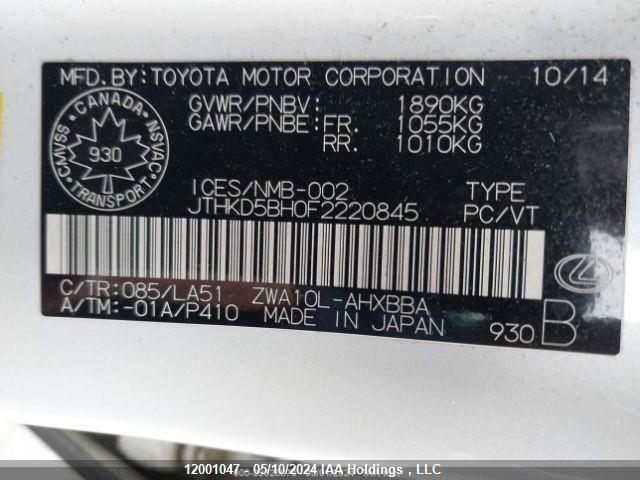 MFD.BY:TOYOTA MOTOR CORPORATION 10/14
GVWR/PNBV: 1890KG
GAWR/PNBE: FR. 1055KG
RR. 1010KG
CANADA
CMVSS NSVAC
930
TRANSPORT
ICES/NMB-002 TYPE
JTHKD5BH0F2220845 PC/VT
C/TR:085/LA51 ZWA10L-AHXBBA
A/TM:-01A/P410 MADE IN JAPAN
930 B
12001047 - 05/10/2024 IAA Holdings , LLC